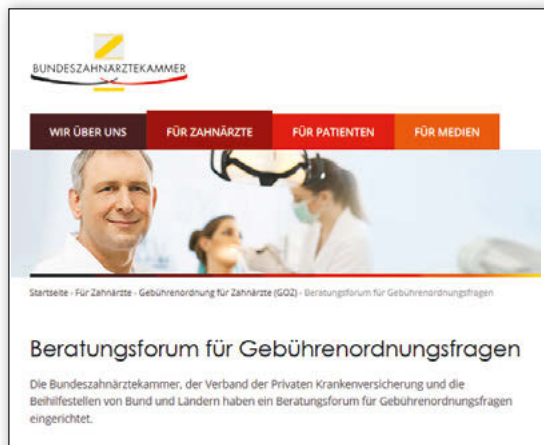 BUNDESZAHNÄRZTEKAMMER
WIR ÜBER UNS FÜR ZAHNÄRZTE FÜR PATIENTEN FÜR MEDIEN
Startseite - Für Zahnärzte - Gebührenordnung für Zahnärzte (GOZ) - Beratungsforum für Gebührenordnungsfragen
Beratungsforum für Gebührenordnungsfragen
Die Bundeszahnärztekammer, der Verband der Privaten Krankenversicherung und die
Beihilfestellen von Bund und Ländern haben ein Beratungsforum für Gebührenordnungsfragen
eingerichtet.